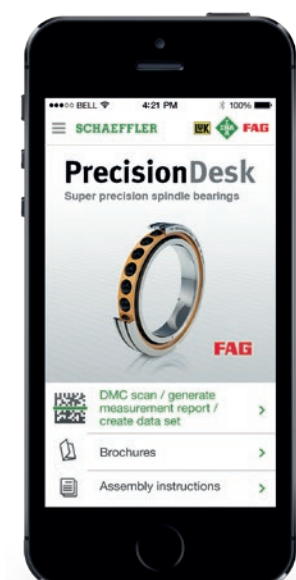 BELL 4:21 PM 100%
SCHAEFFLER LuK INA FAG
PrecisionDesk
Super precision spindle bearings
FAG
DMC scan / generate
measurement report /
create data set
Brochures
Assembly instructions